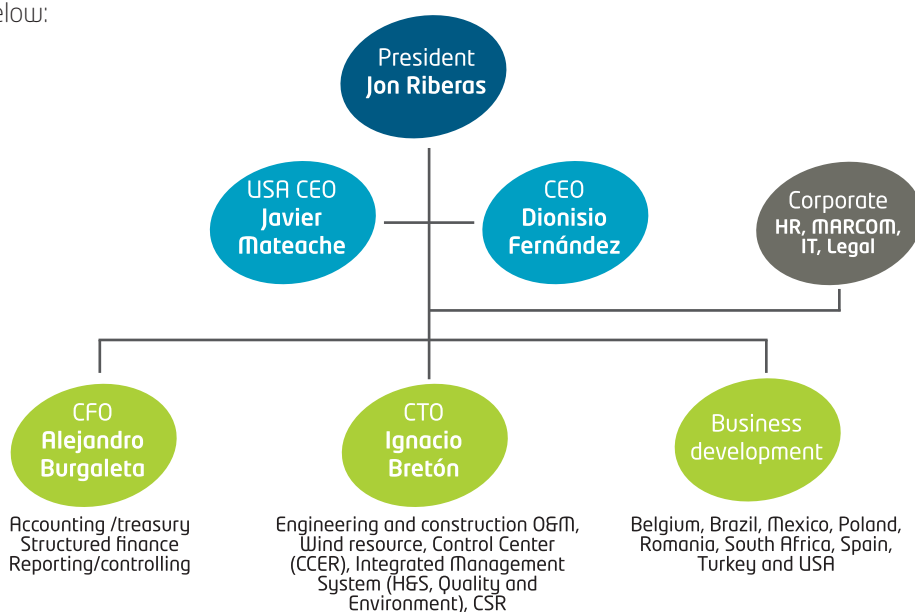 elow:
President
Jon Riberas
USA CEO
Javier
Mateache
CEO
Dionisio
Fernández
Corporate
HR, MARCOM,
IT, Legal
CFO
Alejandro
Burgaleta
CTO
Ignacio
Bretón
Business
development
Accounting /treasury
Structured finance
Reporting/controlling
Engineering and construction O&M,
Wind resource, Control Center
(CCER), Integrated Management
System (H&S, Quality and
Environment), CSR
Belgium, Brazil, Mexico, Poland,
Romania, South Africa, Spain,
Turkey and USA